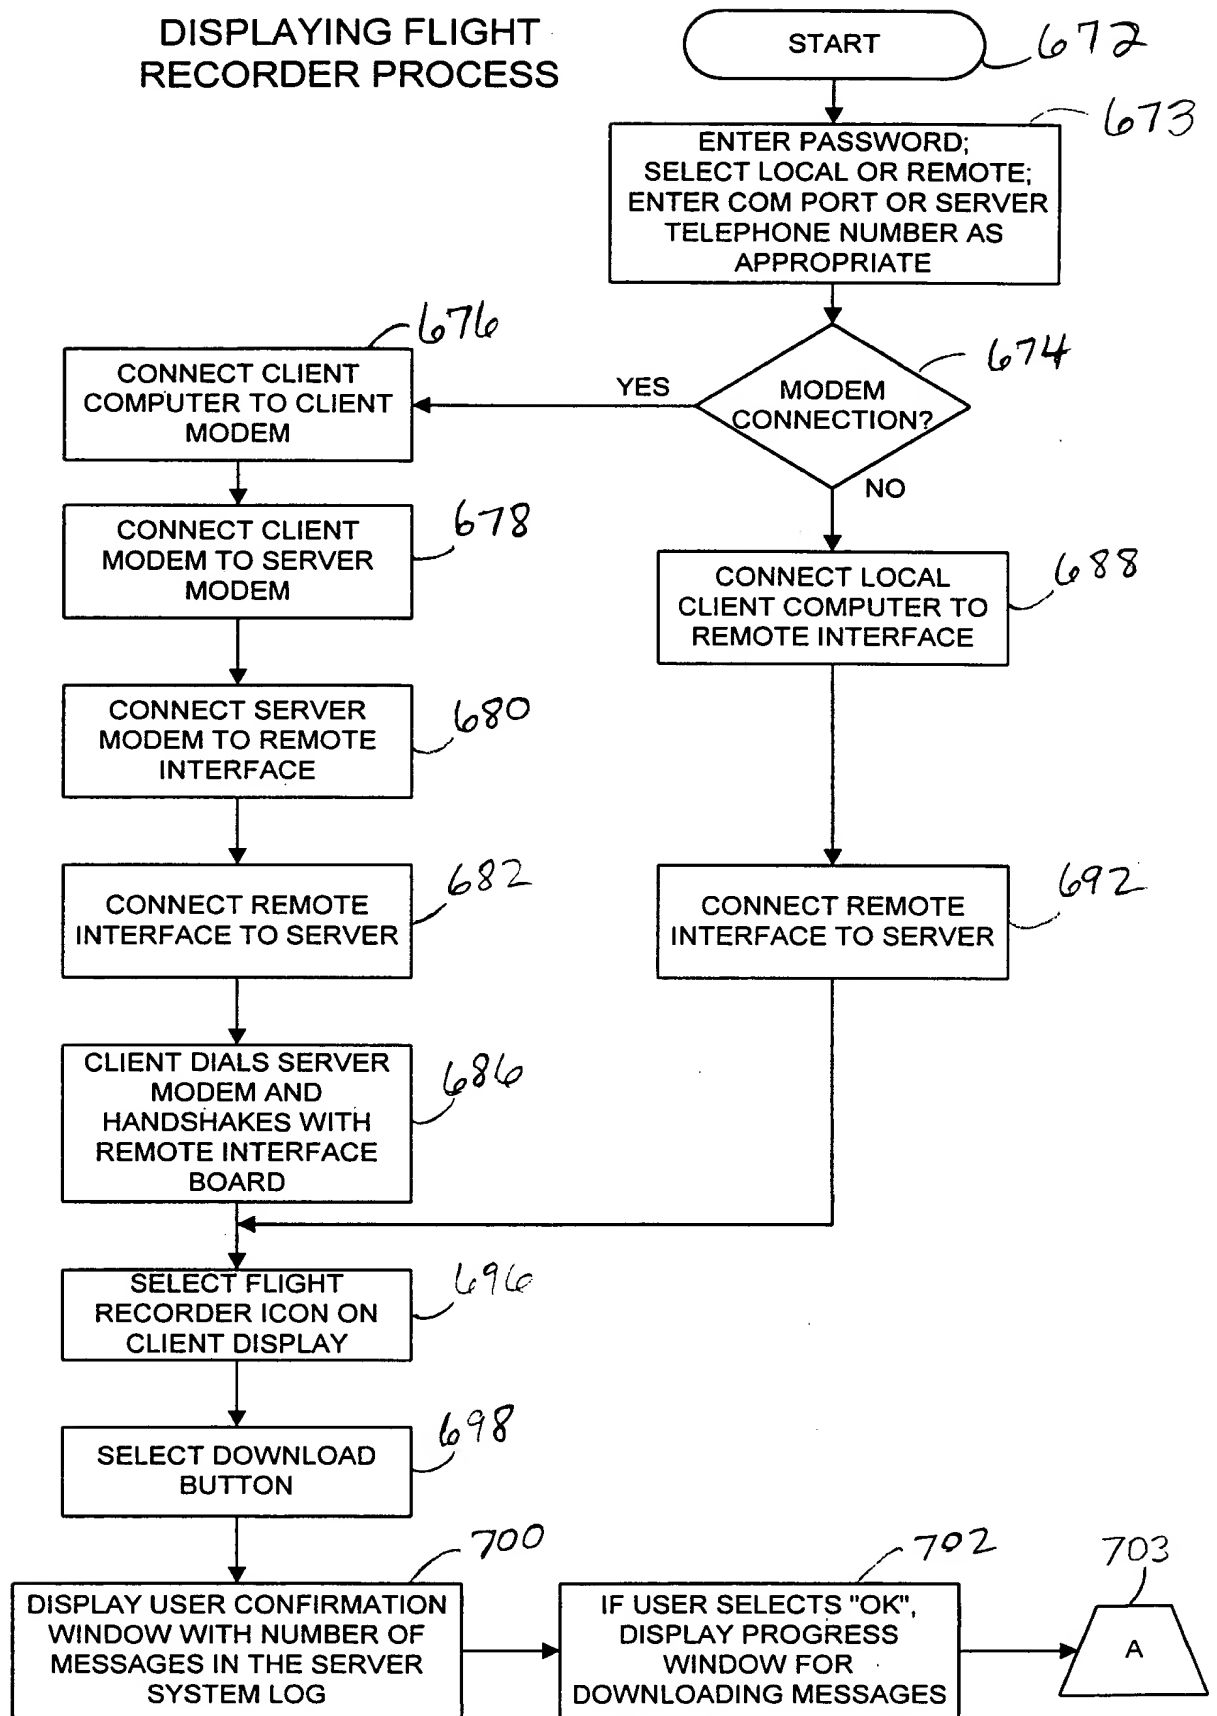 DISPLAYING FLIGHT
RECORDER PROCESS
START
672
673
ENTER PASSWORD;
SELECT LOCAL OR REMOTE;
ENTER COM PORT OR SERVER
TELEPHONE NUMBER AS
APPROPRIATE
674
MODEM
CONNECTION?
YES
NO
676
CONNECT CLIENT
COMPUTER TO CLIENT
MODEM
678
CONNECT CLIENT
MODEM TO SERVER
MODEM
688
CONNECT LOCAL
CLIENT COMPUTER TO
REMOTE INTERFACE
680
CONNECT SERVER
MODEM TO REMOTE
INTERFACE
682
CONNECT REMOTE
INTERFACE TO SERVER
692
CONNECT REMOTE
INTERFACE TO SERVER
686
CLIENT DIALS SERVER
MODEM AND
HANDSHAKES WITH
REMOTE INTERFACE
BOARD
696
SELECT FLIGHT
RECORDER ICON ON
CLIENT DISPLAY
698
SELECT DOWNLOAD
BUTTON
700
DISPLAY USER CONFIRMATION
WINDOW WITH NUMBER OF
MESSAGES IN THE SERVER
SYSTEM LOG
702
IF USER SELECTS "OK",
DISPLAY PROGRESS
WINDOW FOR
DOWNLOADING MESSAGES
703
A